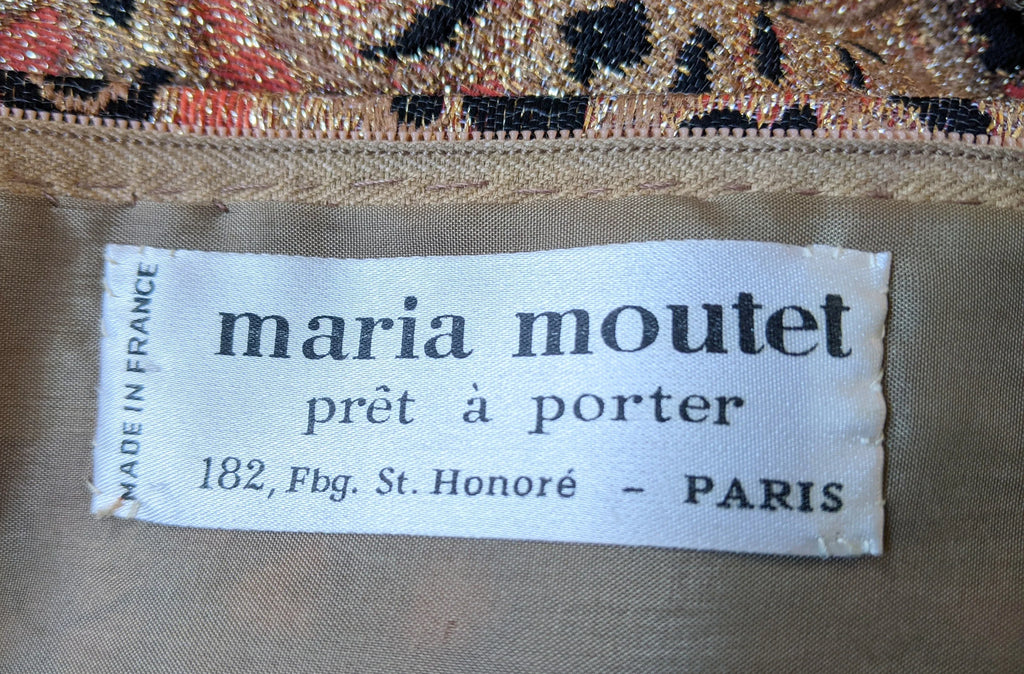 MADE IN FRANCE
maria moutet
prêt à porter
182, Fbg. St. Honoré - PARIS